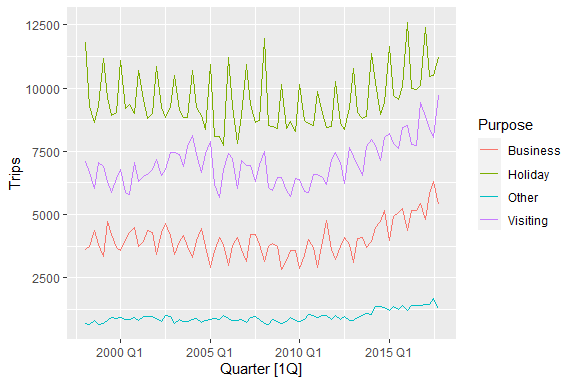 12500
10000
7500
5000
2500
Trips
2000 Q1
2005 Q1
2010 Q1
2015 Q1
Quarter [1Q]
Purpose
Business
Holiday
Other
Visiting